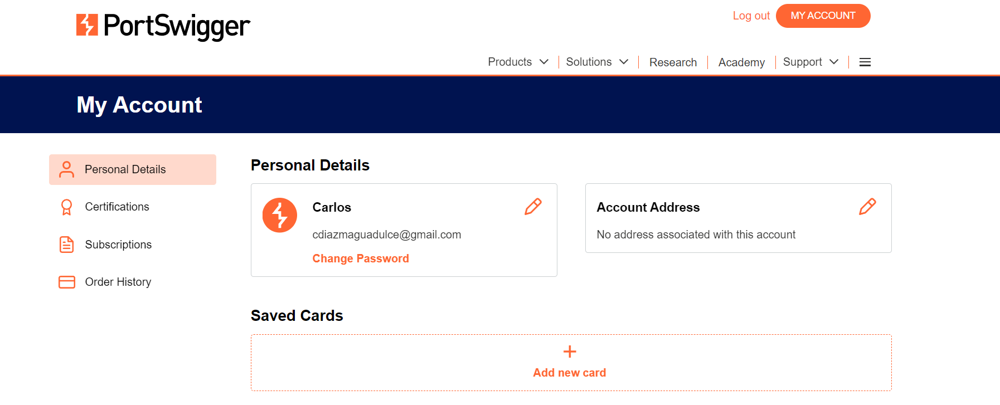 PortSwigger
Log out
MY ACCOUNT
Products
Solutions
Research
Academy
Support
My Account
Personal Details
Certifications
Subscriptions
Order History
Personal Details
Carlos
cdiazmaguadulce@gmail.com
Change Password
Account Address
No address associated with this account
Saved Cards
Add new card